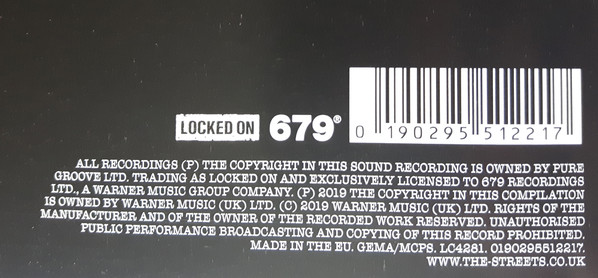 LOCKED ON 679®
0 190295 512217
ALL RECORDINGS (P) THE COPYRIGHT IN THIS SOUND RECORDING IS OWNED BY PURE
GROOVE LTD. TRADING AS LOCKED ON AND EXCLUSIVELY LICENSED TO 679 RECORDINGS
LTD., A WARNER MUSIC GROUP COMPANY. (P) 2019 THE COPYRIGHT IN THIS COMPILATION
IS OWNED BY WARNER MUSIC (UK) LTD. (C) 2019 WARNER MUSIC (UK) LTD. RIGHTS OF THE
MANUFACTURER AND OF THE OWNER OF THE RECORDED WORK RESERVED. UNAUTHORISED
PUBLIC PERFORMANCE BROADCASTING AND COPYING OF THIS RECORD PROHIBITED.
MADE IN THE EU. GEMA/MCPS. LC4281. 0190295512217.
WWW.THE-STREETS.CO.UK